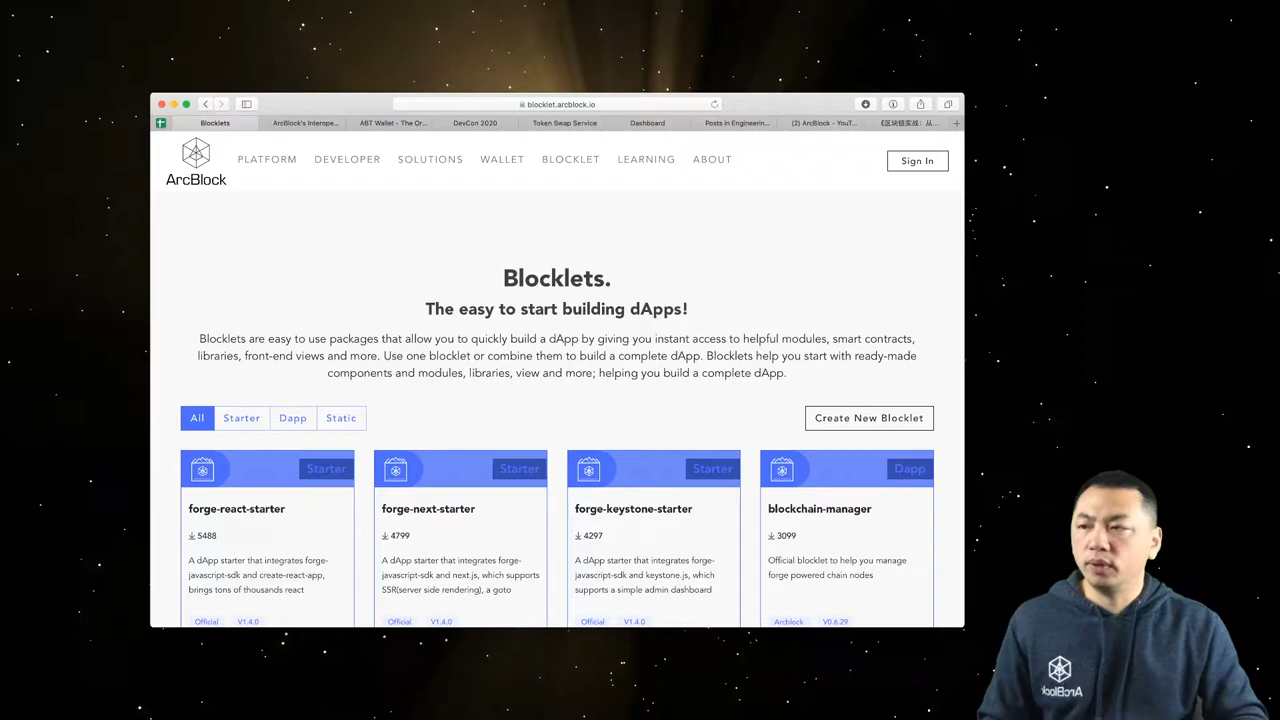 blocklet.arcblock.io
Blocklets
ArcBlock's Interope...
ABT Wallet - The Or...
DevCon 2020
Token Swap Service
Dashboard
Posts in Engineerin...
(2) ArcBlock - YouT...
《区块链实战：从...
ArcBlock
PLATFORM
DEVELOPER
SOLUTIONS
WALLET
BLOCKLET
LEARNING
ABOUT
Sign In
Blocklets.
The easy to start building dApps!
Blocklets are easy to use packages that allow you to quickly build a dApp by giving you instant access to helpful modules, smart contracts,
libraries, front-end views and more. Use one blocklet or combine them to build a complete dApp. Blocklets help you start with ready-made
components and modules, libraries, view and more; helping you build a complete dApp.
All
Starter
Dapp
Static
Create New Blocklet
Starter
forge-react-starter
5488
A dApp starter that integrates forge-
javascript-sdk and create-react-app,
brings tons of thousands react
Official V1.4.0
Starter
forge-next-starter
4799
A dApp starter that integrates forge-
javascript-sdk and next.js, which supports
SSR(server side rendering), a goto
Official V1.4.0
Starter
forge-keystone-starter
4297
A dApp starter that integrates forge-
javascript-sdk and keystone.js, which
supports a simple admin dashboard
Official V1.4.0
Dapp
blockchain-manager
3099
Official blocklet to help you manage
forge powered chain nodes
Arcblock V0.6.29
ArcBlock